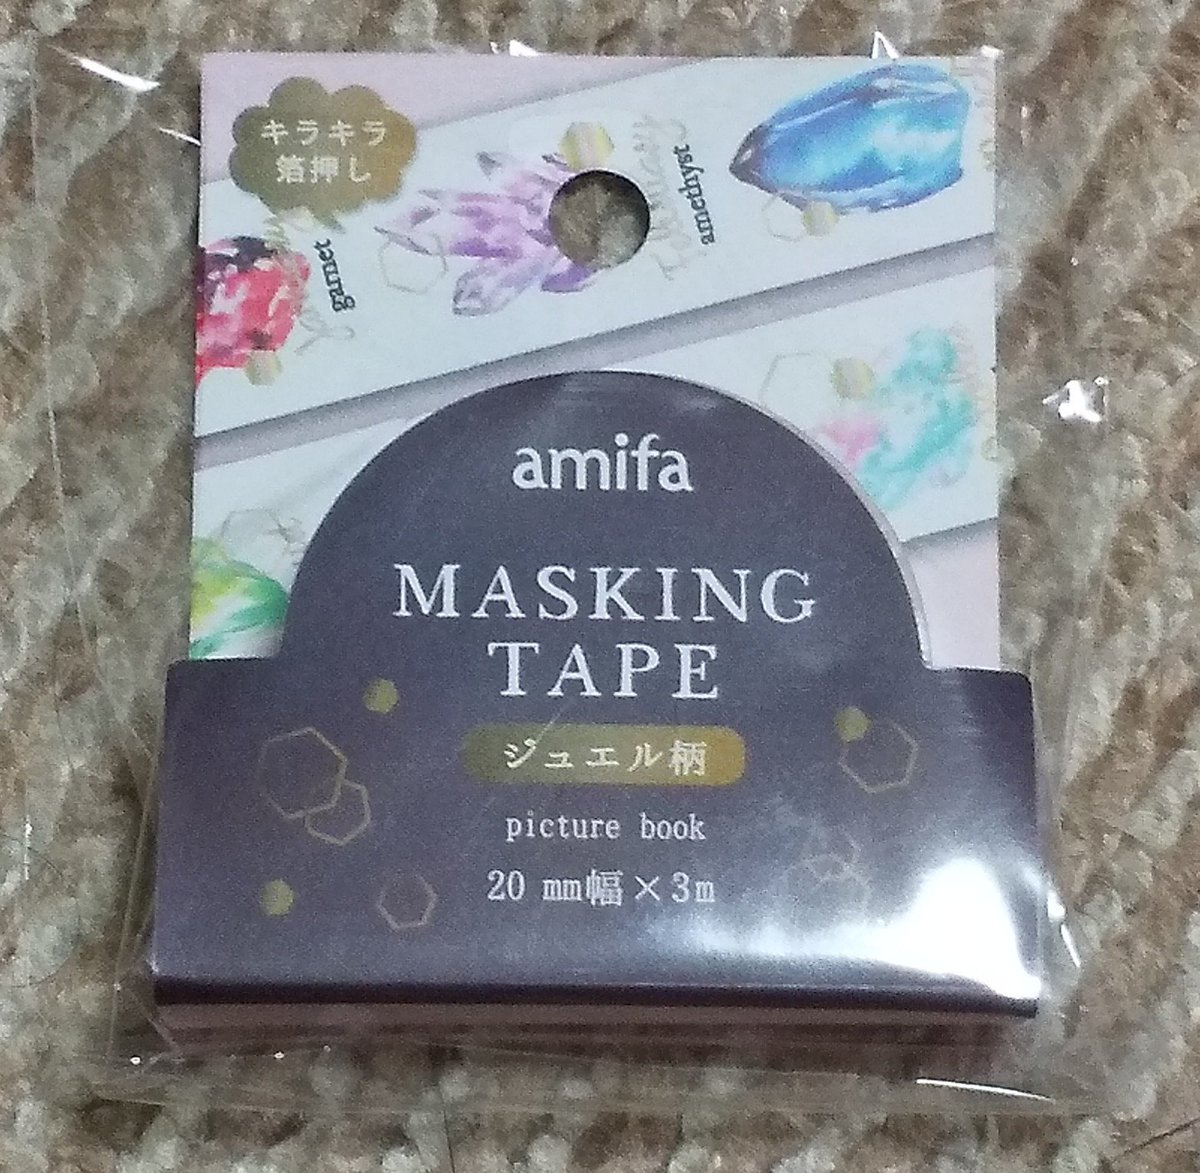 キラキラ
箔押し
garnet
February
amethyst
amifa
MASKING
TAPE
ジュエル柄
picture book
20 mm幅×3m